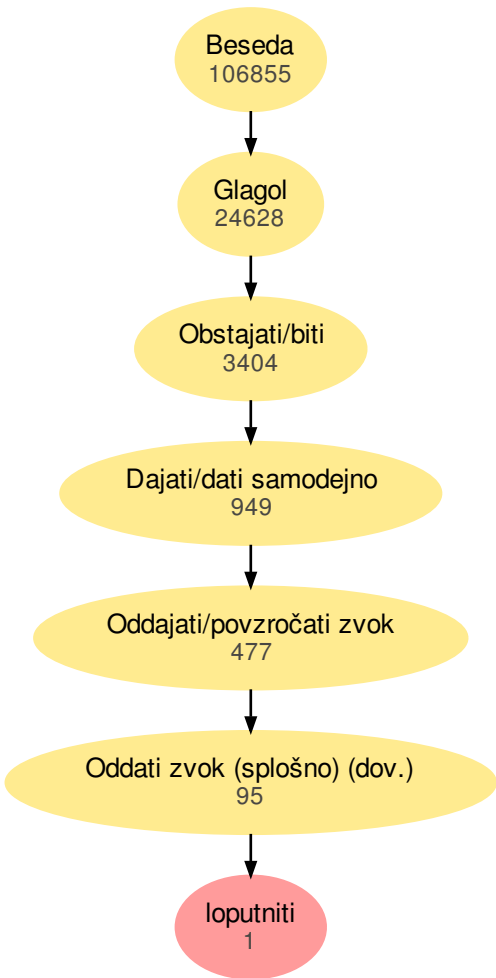 Beseda
106855
Glagol
24628
Obstajati/biti
3404
Dajati/dati samodejno
949
Oddajati/povzročati zvok
477
Oddati zvok (splošno) (dov.)
95
loputniti
1